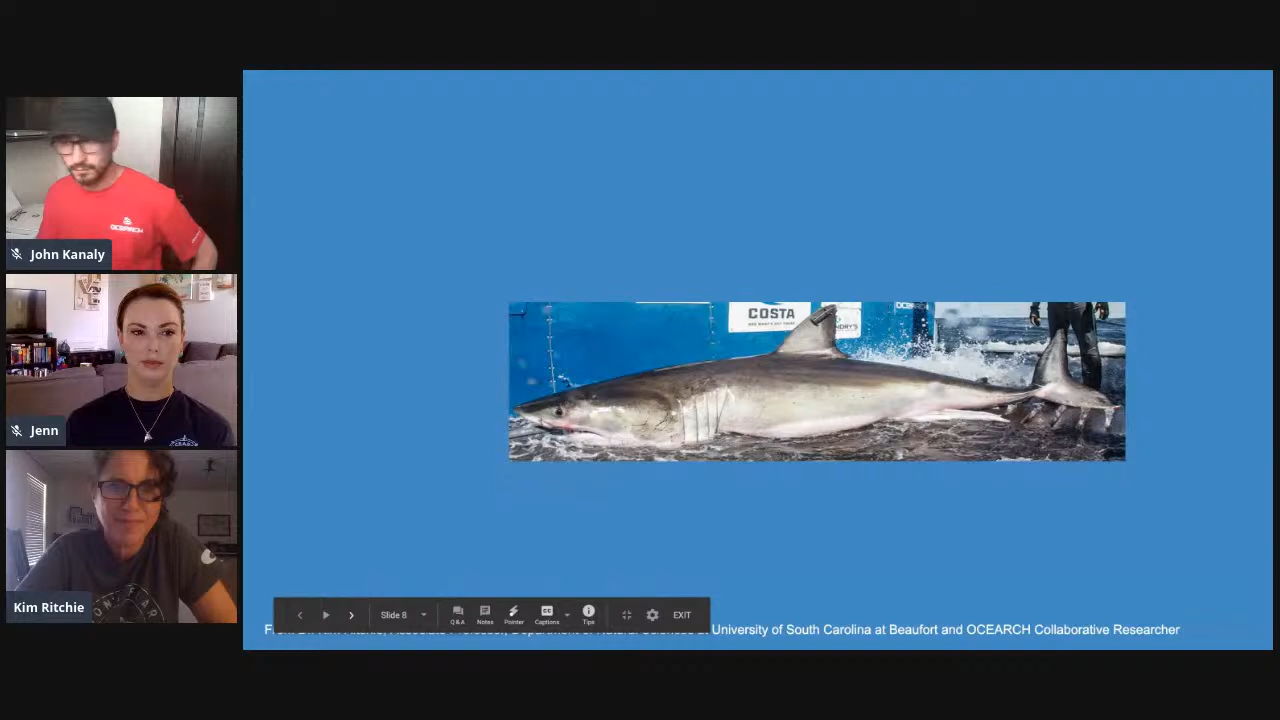 John Kanaly
Jenn
Kim Ritchie
OCEARCH
COSTA
Slide 8
Q&A
Notes
Pointer
Captions
Tips
EXIT
University of South Carolina at Beaufort and OCEARCH Collaborative Researcher